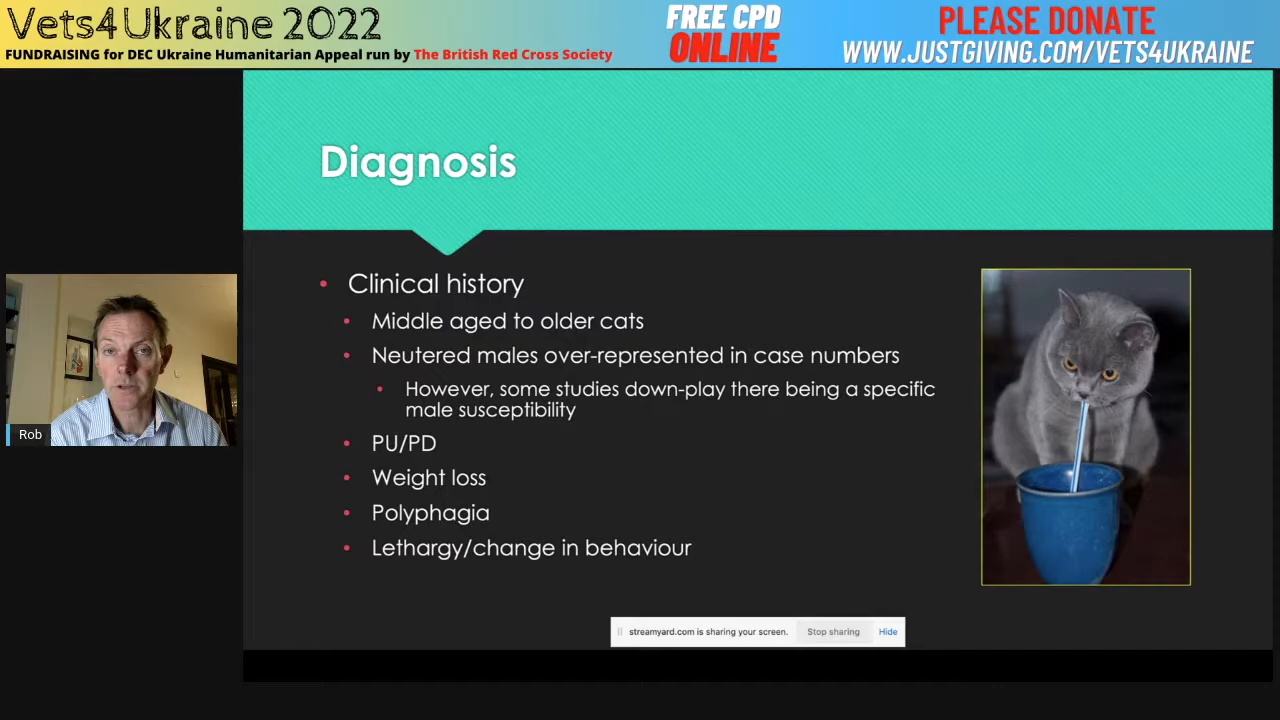 Vets4Ukraine 2022
FUNDRAISING for DEC Ukraine Humanitarian Appeal run by The British Red Cross Society
FREE CPD
ONLINE
PLEASE DONATE
WWW.JUSTGIVING.COM/VETS4UKRAINE
Diagnosis
• Clinical history
• Middle aged to older cats
• Neutered males over-represented in case numbers
• However, some studies down-play there being a specific
male susceptibility
• PU/PD
• Weight loss
• Polyphagia
• Lethargy/change in behaviour
Rob
streamyard.com is sharing your screen. Stop sharing Hide